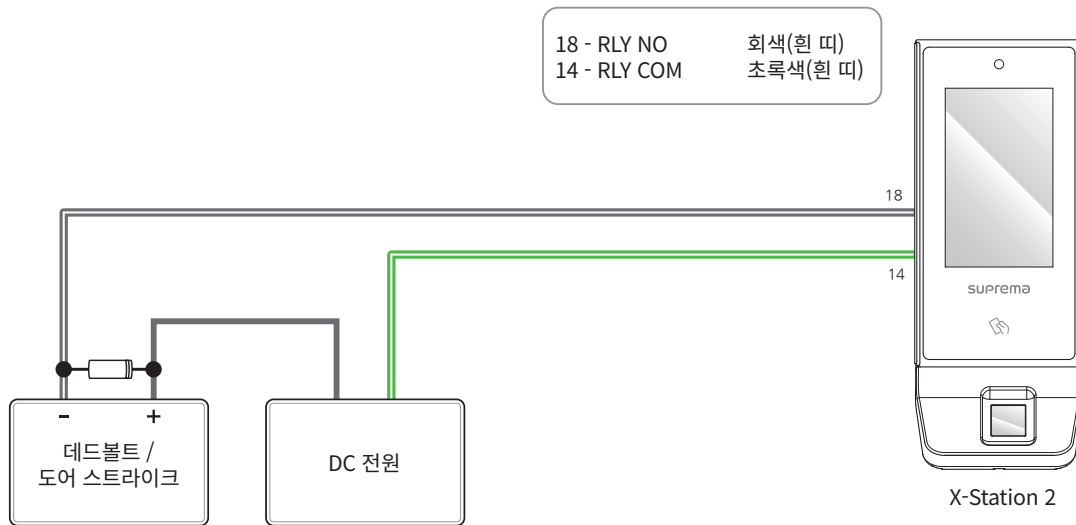 18 - RLY NO 회색(흰 띠)
14 - RLY COM 초록색(흰 띠)
18
14
suprema
- +
데드볼트 /
도어 스트라이크
DC 전원
X-Station 2